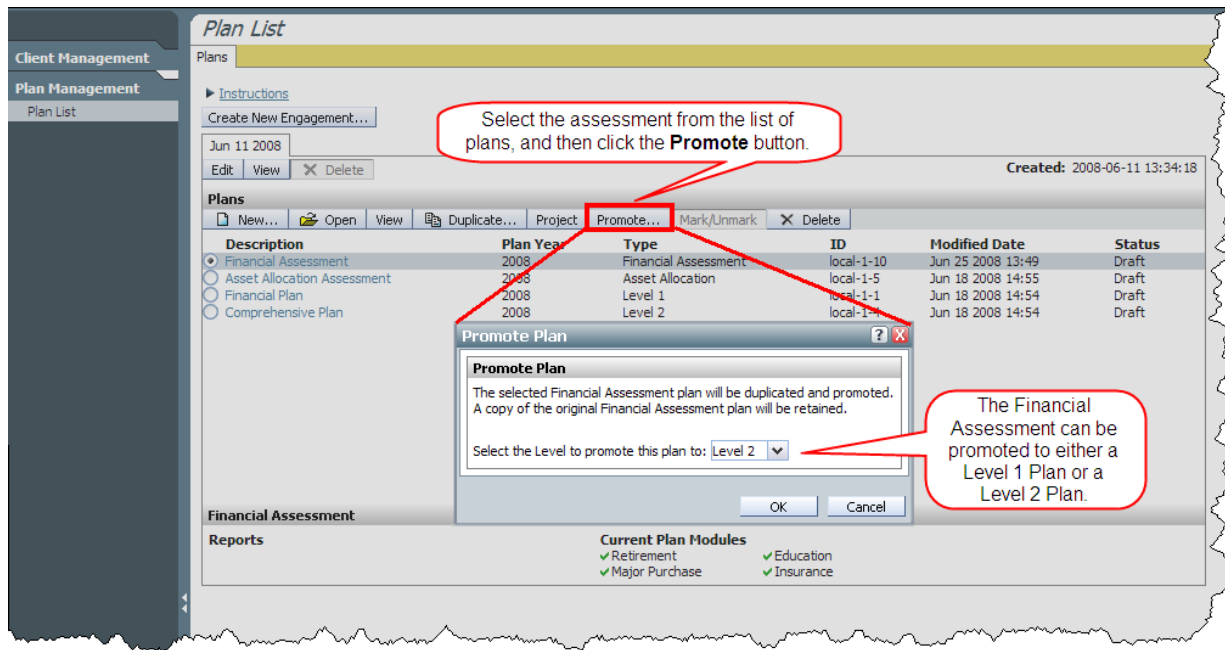 Plan List
Client Management
Plans
Plan Management
Plan List
Instructions
Create New Engagement...
Select the assessment from the list of
plans, and then click the Promote button.
Jun 11 2008
Edit View Delete
Created: 2008-06-11 13:34:18
Plans
New... Open View Duplicate... Project Promote... Mark/Unmark Delete
Description Plan Year Type ID Modified Date Status
Financial Assessment 2008 Financial Assessment local-1-10 Jun 25 2008 13:49 Draft
Asset Allocation Assessment 2008 Asset Allocation local-1-5 Jun 18 2008 14:55 Draft
Financial Plan 2008 Level 1 local-1-1 Jun 18 2008 14:54 Draft
Comprehensive Plan 2008 Level 2 local-1-4 Jun 18 2008 14:54 Draft
Promote Plan
Promote Plan
The selected Financial Assessment plan will be duplicated and promoted.
A copy of the original Financial Assessment plan will be retained.
Select the Level to promote this plan to: Level 2
OK Cancel
The Financial
Assessment can be
promoted to either a
Level 1 Plan or a
Level 2 Plan.
Financial Assessment
Reports
Current Plan Modules
Retirement Education
Major Purchase Insurance